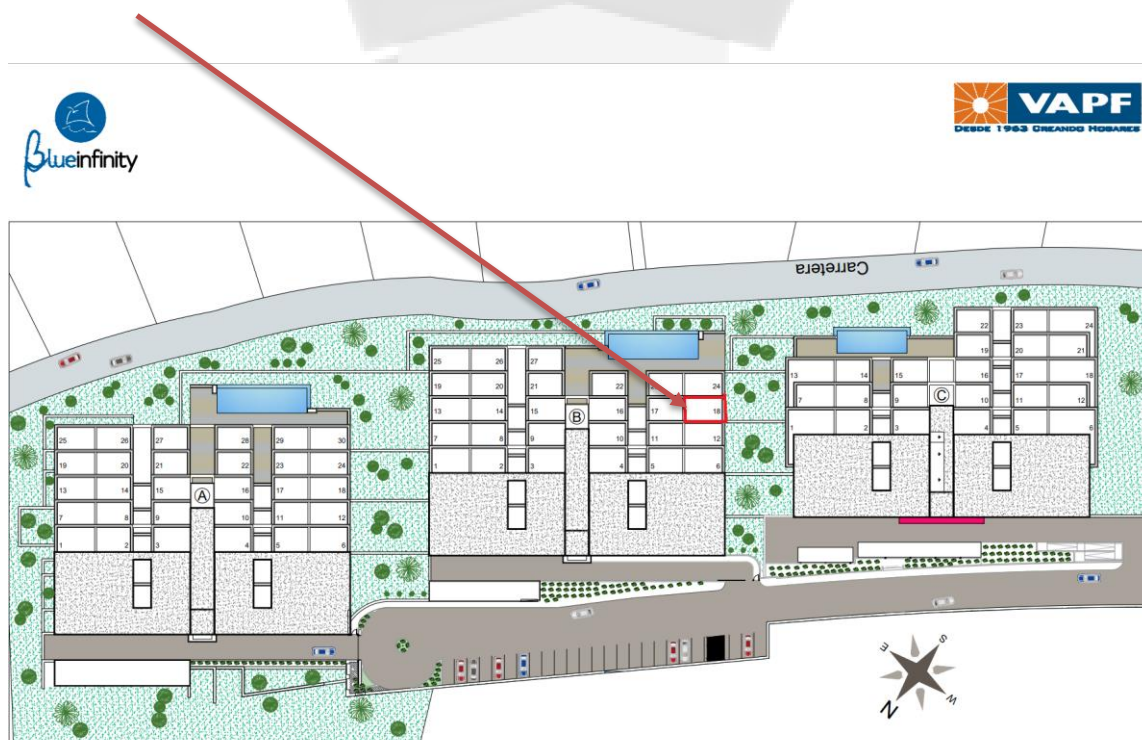 Blueinfinity
VAPF
DESDE 1963 CREANDO HOGARES
Carretera
25 26 27 28 29 30
19 20 21 22 23 24
13 14 15 16 17 18
A
7 8 9 10 11 12
1 2 3 4 5 6
25 26 27
19 20 21 22 24
13 14 15 16 17 18
B
7 8 9 10 11 12
1 2 3 4 5 6
22 23 24
19 20 21
13 14 15 16 17 18
7 8 9 10 11 12
C
1 2 3 4 5 6
S
E
W
N